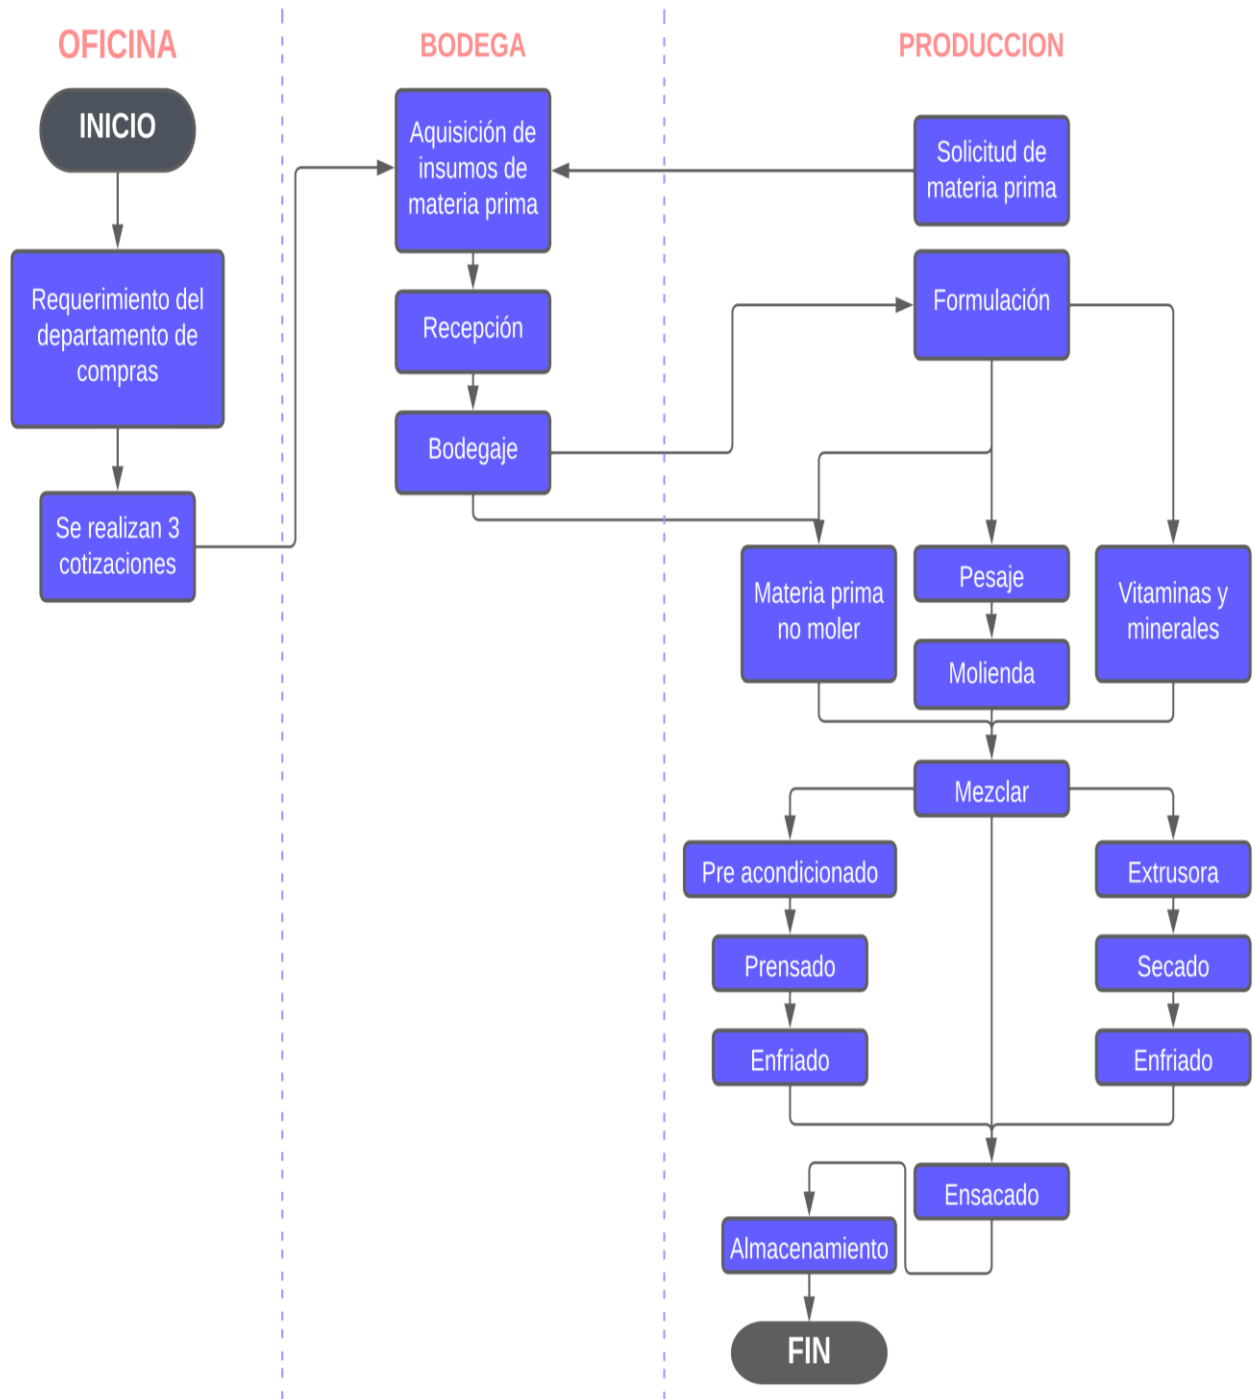 OFICINA
BODEGA
PRODUCCION
INICIO
Requerimiento del
departamento de
compras
Se realizan 3
cotizaciones
Aquisición de
insumos de
materia prima
Recepción
Bodegaje
Solicitud de
materia prima
Formulación
Materia prima
no moler
Pesaje
Molienda
Vitaminas y
minerales
Mezclar
Pre acondicionado
Prensado
Enfriado
Extrusora
Secado
Enfriado
Ensacado
Almacenamiento
FIN